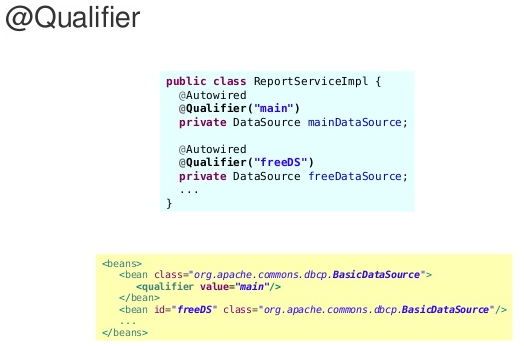 @Qualifier
public class ReportServiceImpl {
@Autowired
@Qualifier("main")
private DataSource mainDataSource;
@Autowired
@Qualifier("freeDS")
private DataSource freeDataSource;
...
}
<beans>
<bean class="org.apache.commons.dbcp.BasicDataSource">
<qualifier value="main"/>
</bean>
<bean id="freeDS" class="org.apache.commons.dbcp.BasicDataSource"/>
...
</beans>